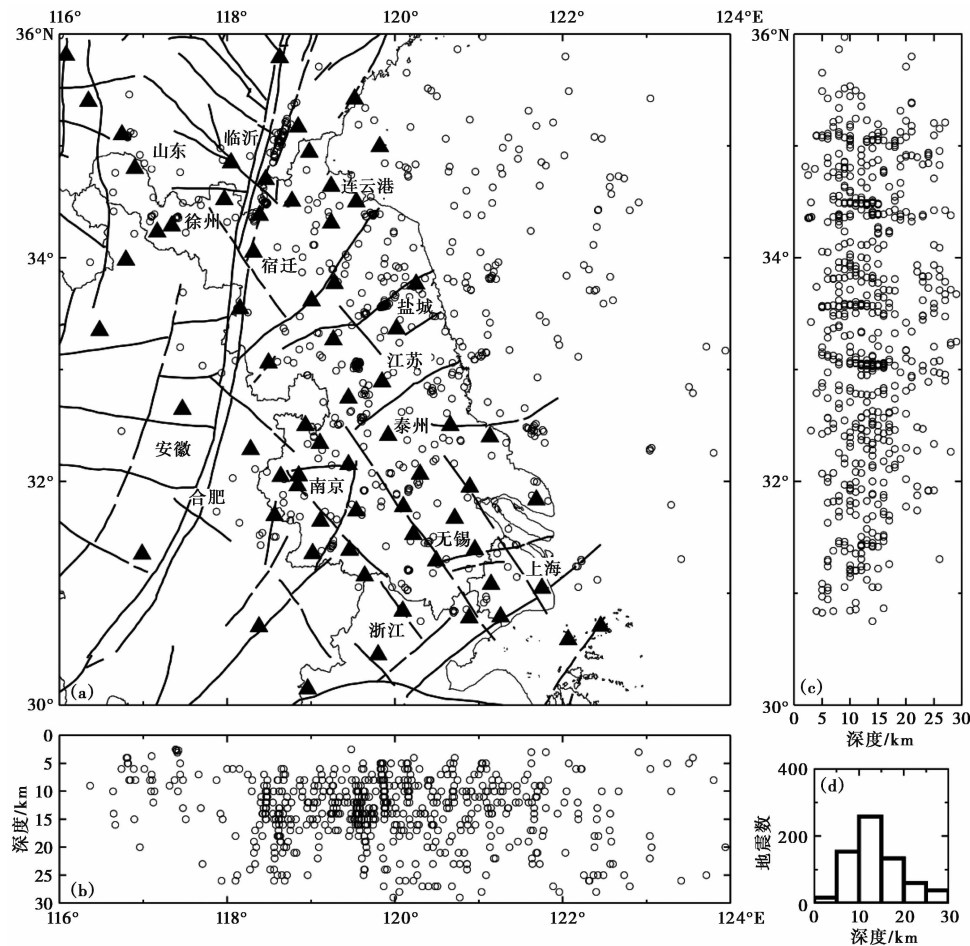 116° 118° 120° 122° 124°E
36°N
34°
32°
30°
临沂
山东
连云港
徐州
宿迁
盐城
江苏
泰州
安徽
南京
合肥
无锡
上海
浙江
(a)
36°N
34°
32°
30°
(c)
0 5 10 15 20 25 30
深度/km
0
5
10
15
20
25
30
深度/km
(b)
116° 118° 120° 122° 124°E
400
200
0
地震数
(d)
0 10 20 30
深度/km